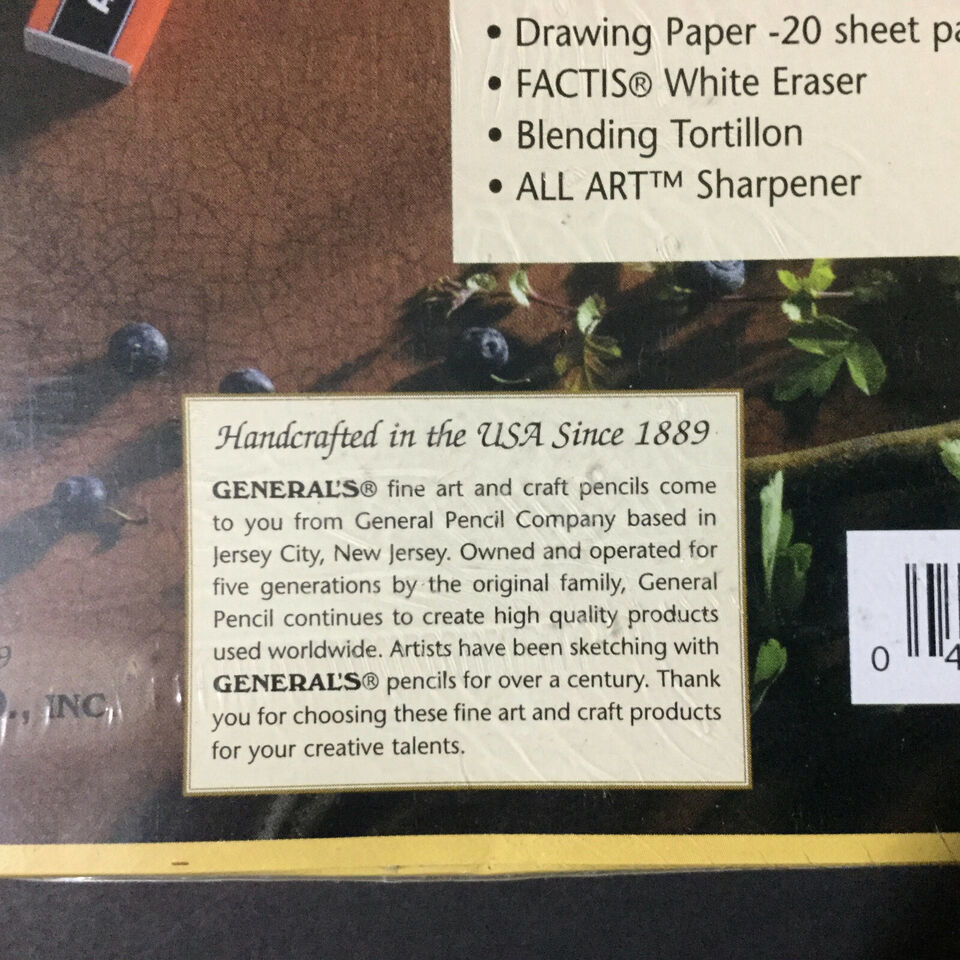 • Drawing Paper -20 sheet
• FACTIS® White Eraser
• Blending Tortillon
• ALL ART™ Sharpener
Handcrafted in the USA Since 1889
GENERAL'S® fine art and craft pencils come
to you from General Pencil Company based in
Jersey City, New Jersey. Owned and operated for
five generations by the original family, General
Pencil continues to create high quality products
used worldwide. Artists have been sketching with
GENERAL'S® pencils for over a century. Thank
you for choosing these fine art and craft products
for your creative talents.
9
., INC
0 4